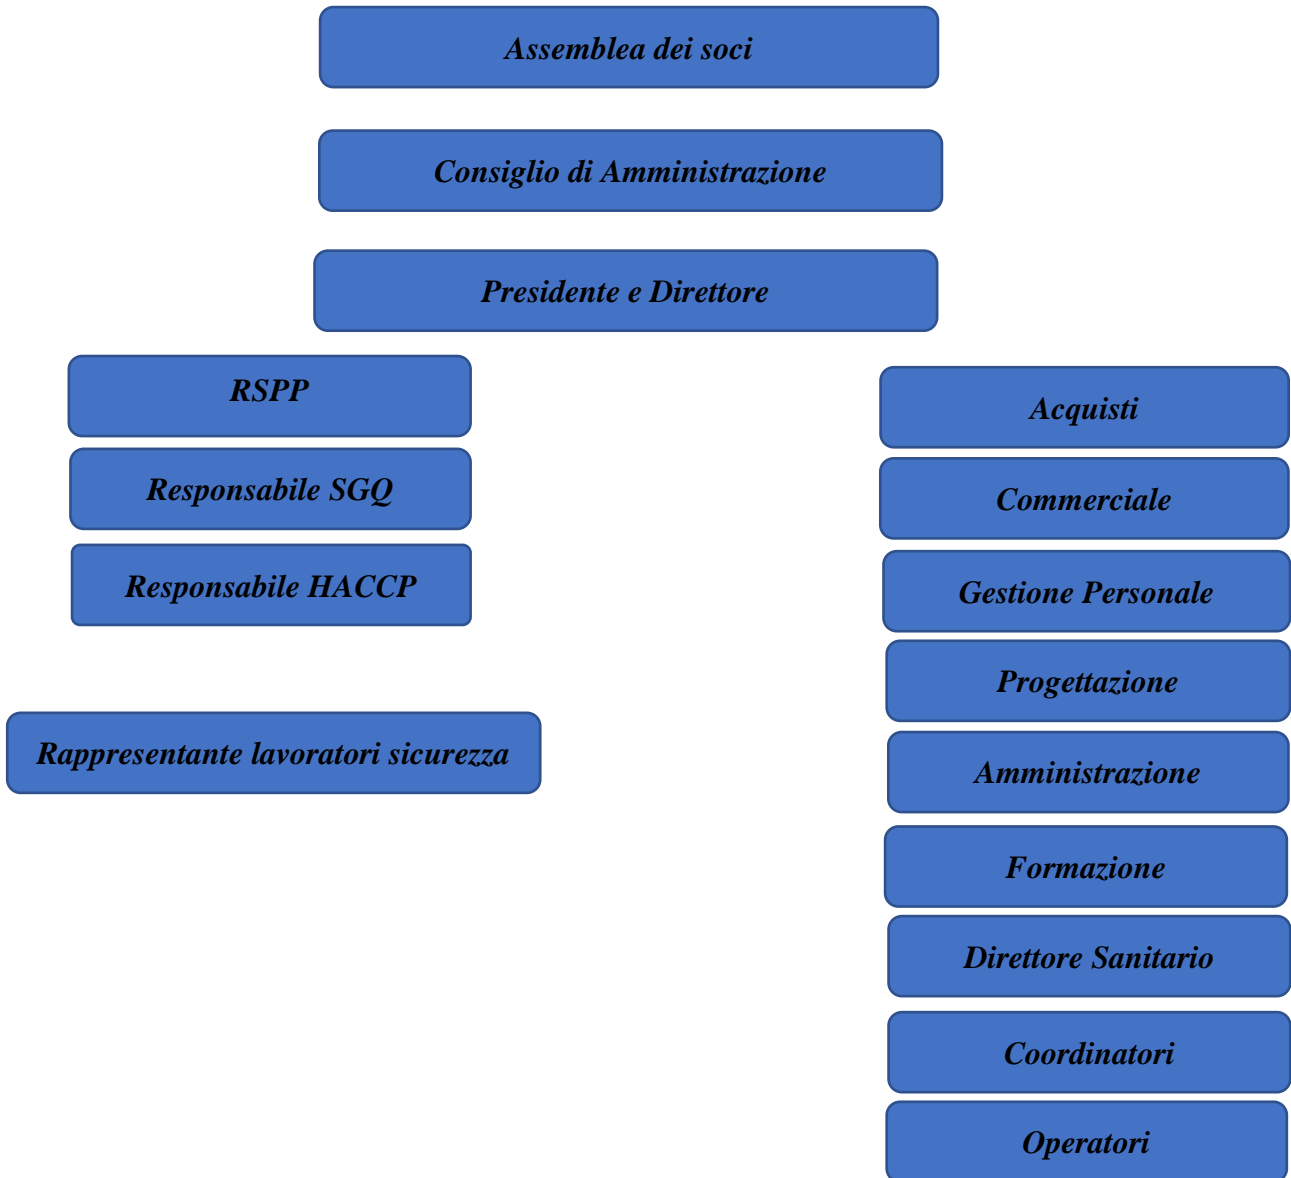 Assemblea dei soci
Consiglio di Amministrazione
Presidente e Direttore
RSPP
Responsabile SGQ
Responsabile HACCP
Rappresentante lavoratori sicurezza
Acquisti
Commerciale
Gestione Personale
Progettazione
Amministrazione
Formazione
Direttore Sanitario
Coordinatori
Operatori